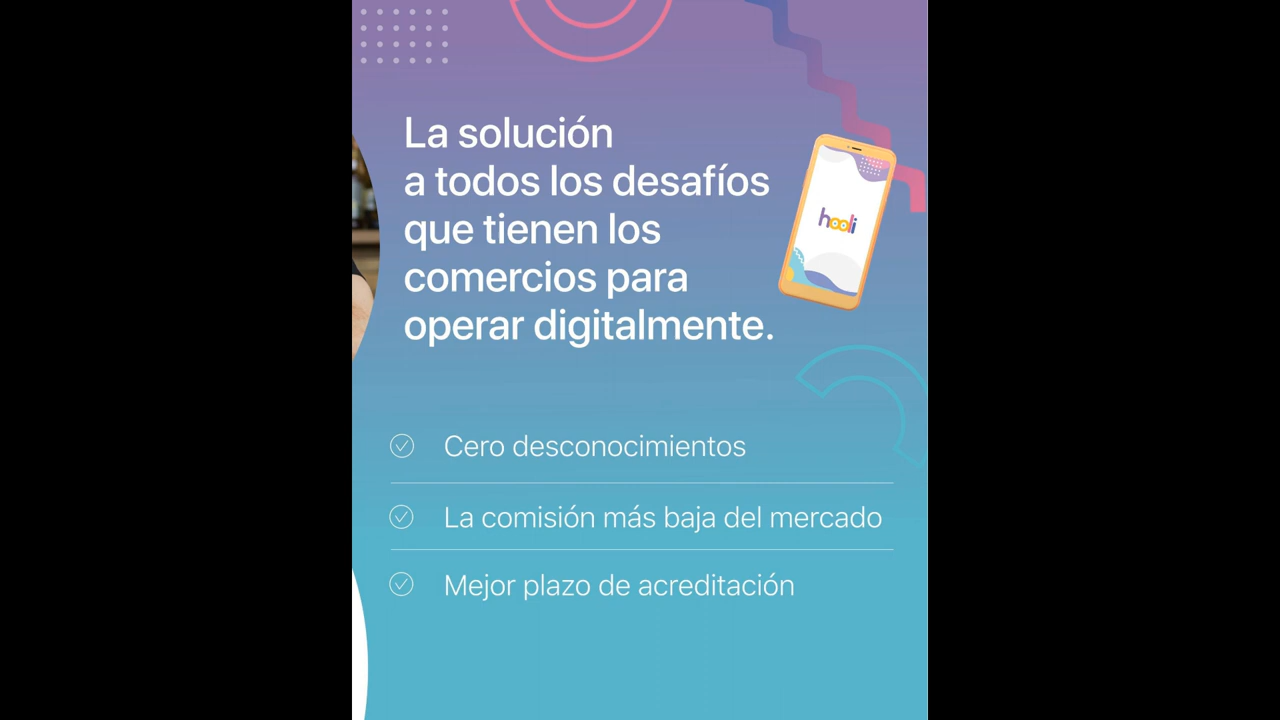 La solución
a todos los desafíos
que tienen los
comercios para
operar digitalmente.
hooli
Cero desconocimientos
La comisión más baja del mercado
Mejor plazo de acreditación